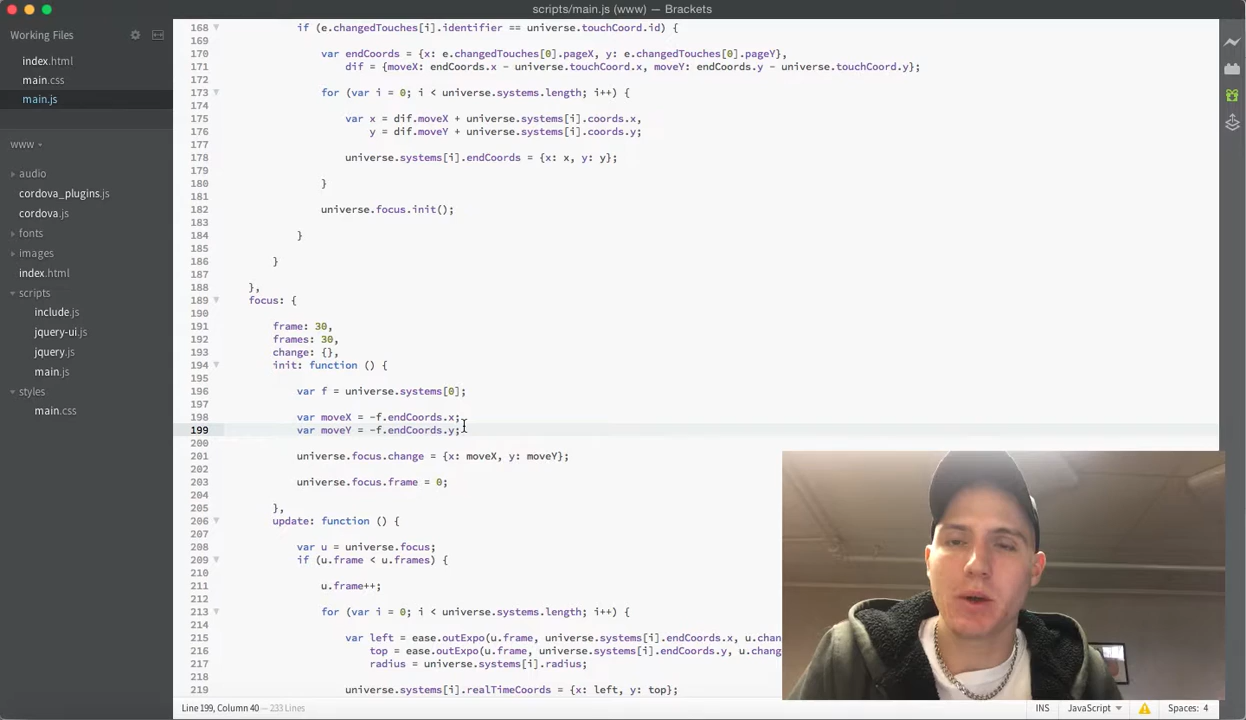 scripts/main.js (www) — Brackets
Working Files
index.html
main.css
main.js
www
audio
cordova_plugins.js
cordova.js
fonts
images
index.html
scripts
include.js
jquery-ui.js
jquery.js
main.js
styles
main.css
168 if (e.changedTouches[i].identifier == universe.touchCoord.id) {
169
170 var endCoords = {x: e.changedTouches[0].pageX, y: e.changedTouches[0].pageY},
171 dif = {moveX: endCoords.x - universe.touchCoord.x, moveY: endCoords.y - universe.touchCoord.y};
172
173 for (var i = 0; i < universe.systems.length; i++) {
174
175 var x = dif.moveX + universe.systems[i].coords.x,
176 y = dif.moveY + universe.systems[i].coords.y;
177
178 universe.systems[i].endCoords = {x: x, y: y};
179
180 }
181
182 universe.focus.init();
183
184 }
185
186 }
187
188 },
189 focus: {
190
191 frame: 30,
192 frames: 30,
193 change: {},
194 init: function () {
195
196 var f = universe.systems[0];
197
198 var moveX = -f.endCoords.x;
199 var moveY = -f.endCoords.y;
200
201 universe.focus.change = {x: moveX, y: moveY};
202
203 universe.focus.frame = 0;
204
205 },
206 update: function () {
207
208 var u = universe.focus;
209 if (u.frame < u.frames) {
210
211 u.frame++;
212
213 for (var i = 0; i < universe.systems.length; i++) {
214
215 var left = ease.outExpo(u.frame, universe.systems[i].endCoords.x, u.chan
216 top = ease.outExpo(u.frame, universe.systems[i].endCoords.y, u.chang
217 radius = universe.systems[i].radius;
218
219 universe.systems[i].realTimeCoords = {x: left, y: top};
Line 199, Column 40 — 233 Lines
INS
JavaScript
Spaces: 4